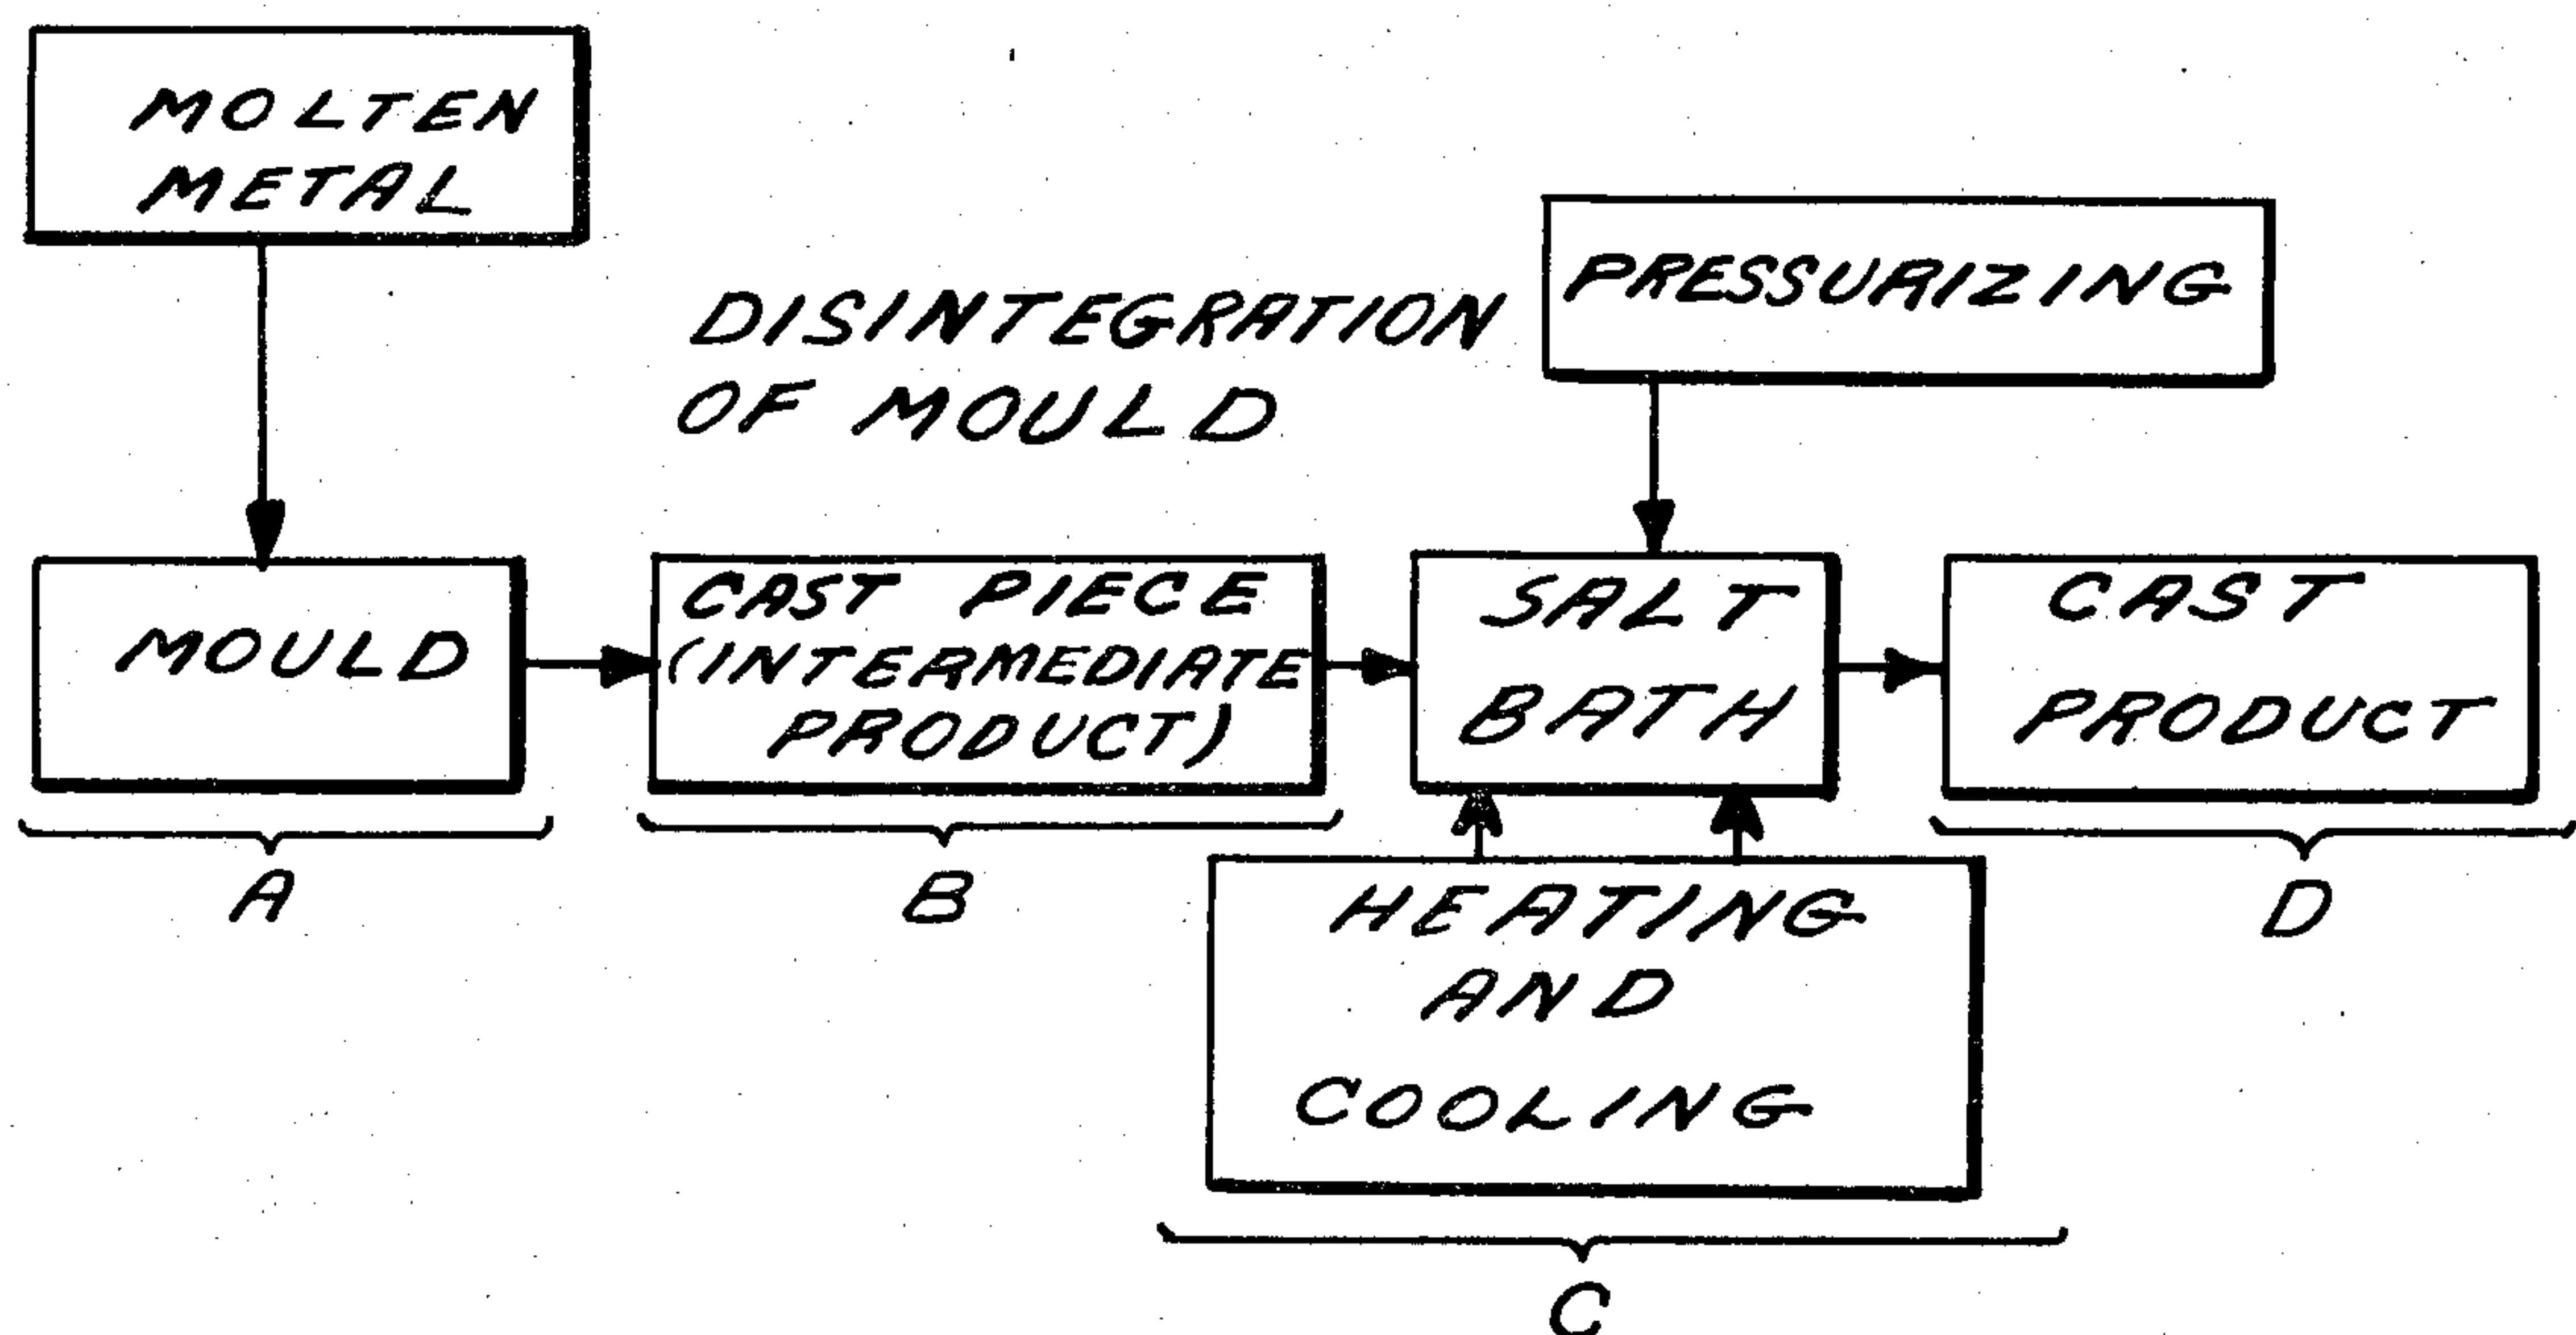 MOLTEN
METAL
DISINTEGRATION
OF MOULD
PRESSURIZING
MOULD
CAST PIECE
(INTERMEDIATE
PRODUCT)
SALT
BATH
CAST
PRODUCT
A
B
HEATING
AND
COOLING
D
C